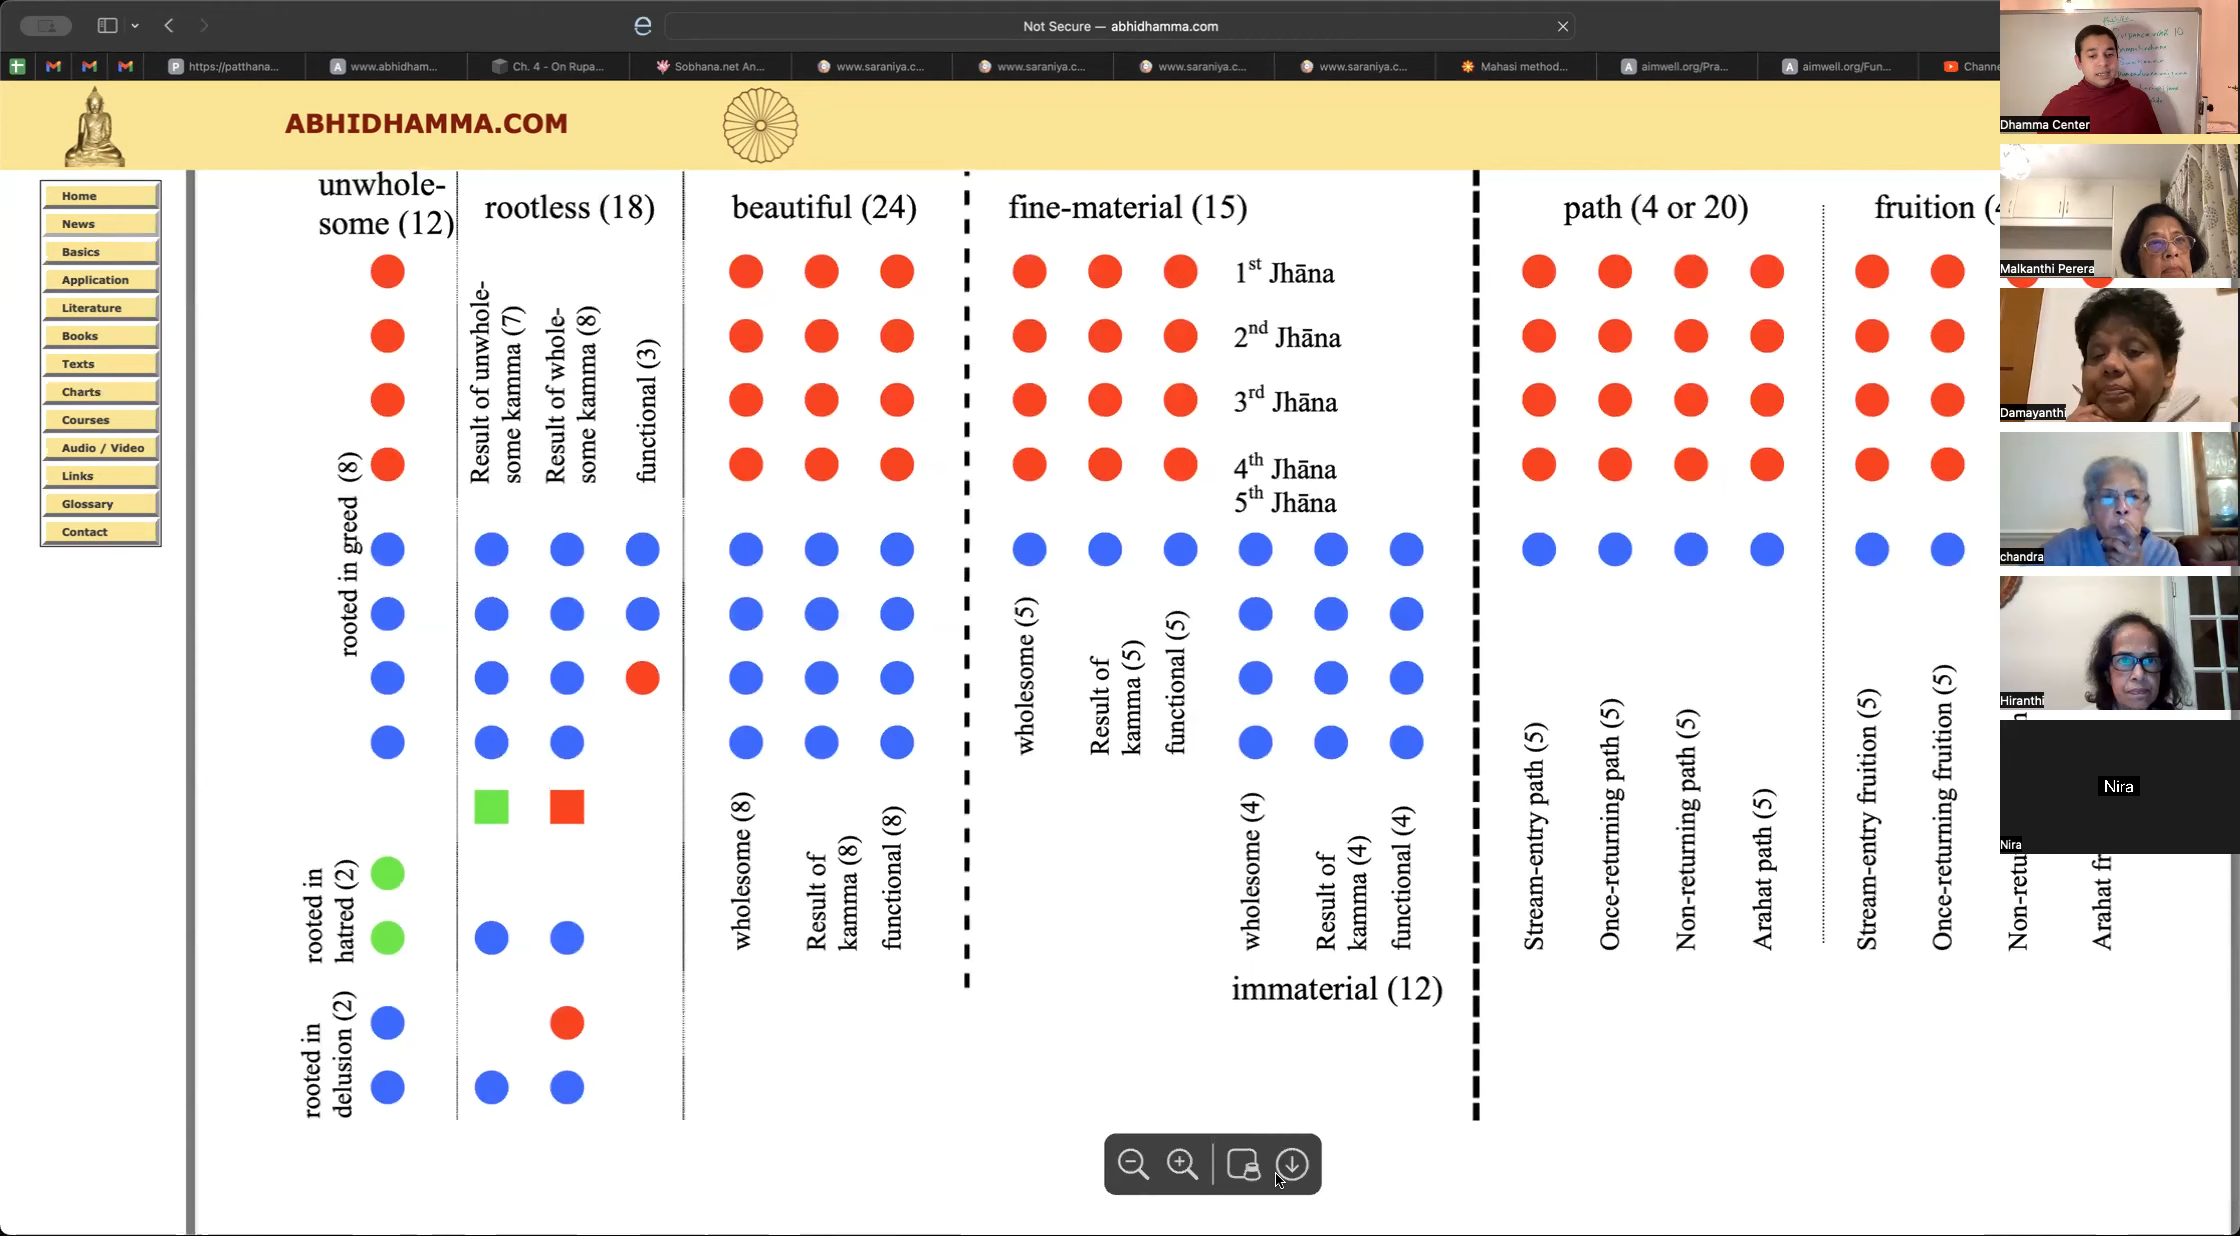 Not Secure — abhidhamma.com
https://patthana...
www.abhidham...
Ch. 4 - On Rupa...
Sobhana.net An...
www.saraniya.c...
www.saraniya.c...
www.saraniya.c...
www.saraniya.c...
Mahasi method...
aimwell.org/Pra...
aimwell.org/Fun...
Channe
ABHIDHAMMA.COM
Home
News
Basics
Application
Literature
Books
Texts
Charts
Courses
Audio / Video
Links
Glossary
Contact
unwhole-
some (12)
rootless (18)
beautiful (24)
fine-material (15)
path (4 or 20)
fruition (4
rooted in greed (8)
Result of unwhole-
some kamma (7)
Result of whole-
some kamma (8)
functional (3)
1st Jhāna
2nd Jhāna
3rd Jhāna
4th Jhāna
5th Jhāna
rooted in
hatred (2)
rooted in
delusion (2)
wholesome (8)
Result of
kamma (8)
functional (8)
wholesome (5)
Result of
kamma (5)
functional (5)
wholesome (4)
Result of
kamma (4)
functional (4)
immaterial (12)
Stream-entry path (5)
Once-returning path (5)
Non-returning path (5)
Arahat path (5)
Stream-entry fruition (5)
Once-returning fruition (5)
Non-retu
Arahat fr
Dhamma Center
Malkanthi Perera
Damayanthi
chandra
Hiranthi
Nira
Nira